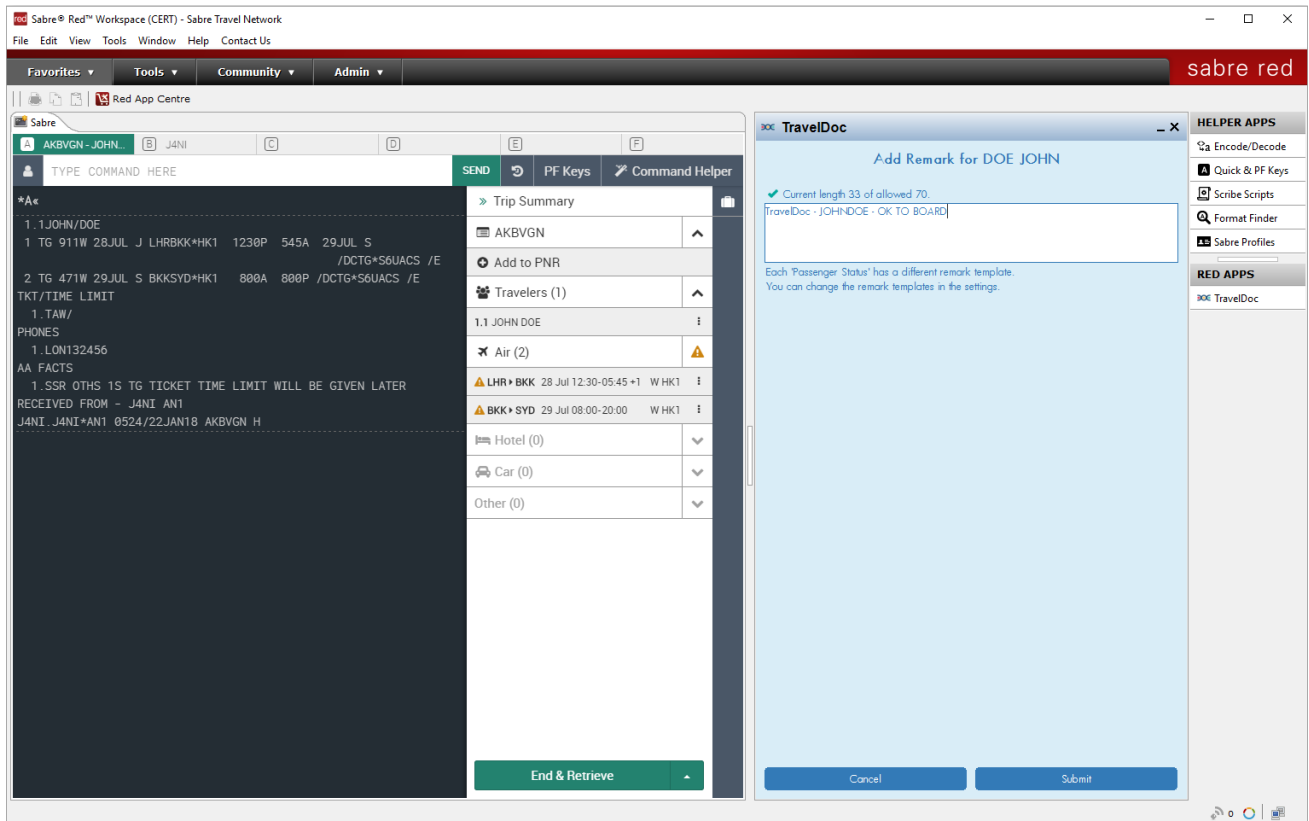 red Sabre® Red™ Workspace (CERT) - Sabre Travel Network
File Edit View Tools Window Help Contact Us
Favorites Tools Community Admin
sabre red
Red App Centre
Sabre
A AKBVGN - JOHN... B J4NI C D E F
TYPE COMMAND HERE
SEND PF Keys Command Helper
*A«
1.1JOHN/DOE
1 TG 911W 28JUL J LHRBKK*HK1 1230P 545A 29JUL S
/DCTG*S6UACS /E
2 TG 471W 29JUL S BKKSYD*HK1 800A 800P /DCTG*S6UACS /E
TKT/TIME LIMIT
1.TAW/
PHONES
1.LON132456
AA FACTS
1.SSR OTHS 1S TG TICKET TIME LIMIT WILL BE GIVEN LATER
RECEIVED FROM - J4NI AN1
J4NI.J4NI*AN1 0524/22JAN18 AKBVGN H
» Trip Summary
AKBVGN
Add to PNR
Travelers (1)
1.1 JOHN DOE
Air (2)
LHR BKK 28 Jul 12:30-05:45 +1 W HK1
BKK SYD 29 Jul 08:00-20:00 W HK1
Hotel (0)
Car (0)
Other (0)
End & Retrieve
TravelDoc
Add Remark for DOE JOHN
Current length 33 of allowed 70.
TravelDoc - JOHNDOE - OK TO BOARD
Each 'Passenger Status' has a different remark template.
You can change the remark templates in the settings.
Cancel
Submit
HELPER APPS
Encode/Decode
Quick & PF Keys
Scribe Scripts
Format Finder
Sabre Profiles
RED APPS
TravelDoc
0